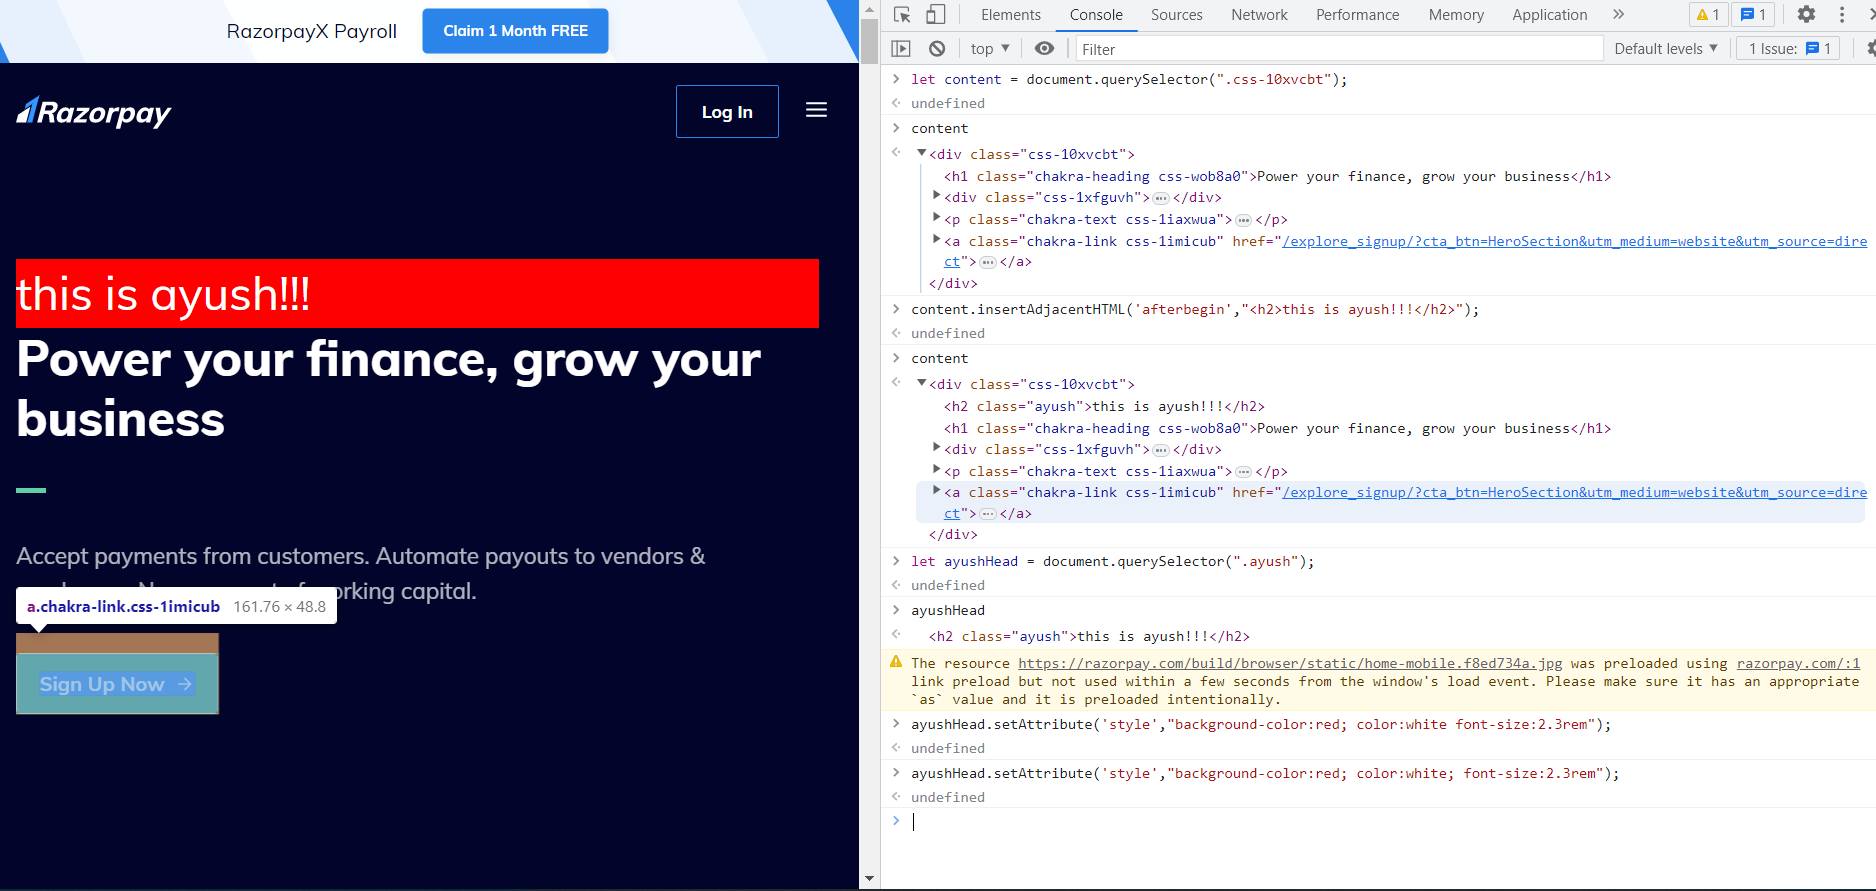 RazorpayX Payroll
Claim 1 Month FREE
Razorpay
Log In
this is ayush!!!
Power your finance, grow your
business
Accept payments from customers. Automate payouts to vendors &
working capital.
a.chakra-link.css-1imicub 161.76 × 48.8
Sign Up Now →
Elements Console Sources Network Performance Memory Application » 1 1
top ▼ Filter Default levels ▼ 1 Issue: 1
let content = document.querySelector(".css-10xvcbt");
undefined
content
<div class="css-10xvcbt">
<h1 class="chakra-heading css-wob8a0">Power your finance, grow your business</h1>
<div class="css-1xfguvh">…</div>
<p class="chakra-text css-1iaxwua">…</p>
<a class="chakra-link css-1imicub" href="/explore_signup/?cta_btn=HeroSection&utm_medium=website&utm_source=dire
ct">…</a>
</div>
content.insertAdjacentHTML('afterbegin',"<h2>this is ayush!!!</h2>");
undefined
content
<div class="css-10xvcbt">
<h2 class="ayush">this is ayush!!!</h2>
<h1 class="chakra-heading css-wob8a0">Power your finance, grow your business</h1>
<div class="css-1xfguvh">…</div>
<p class="chakra-text css-1iaxwua">…</p>
<a class="chakra-link css-1imicub" href="/explore_signup/?cta_btn=HeroSection&utm_medium=website&utm_source=dire
ct">…</a>
</div>
let ayushHead = document.querySelector(".ayush");
undefined
ayushHead
<h2 class="ayush">this is ayush!!!</h2>
The resource https://razorpay.com/build/browser/static/home-mobile.f8ed734a.jpg was preloaded using razorpay.com/:1
link preload but not used within a few seconds from the window's load event. Please make sure it has an appropriate
`as` value and it is preloaded intentionally.
ayushHead.setAttribute('style',"background-color:red; color:white font-size:2.3rem");
undefined
ayushHead.setAttribute('style',"background-color:red; color:white; font-size:2.3rem");
undefined